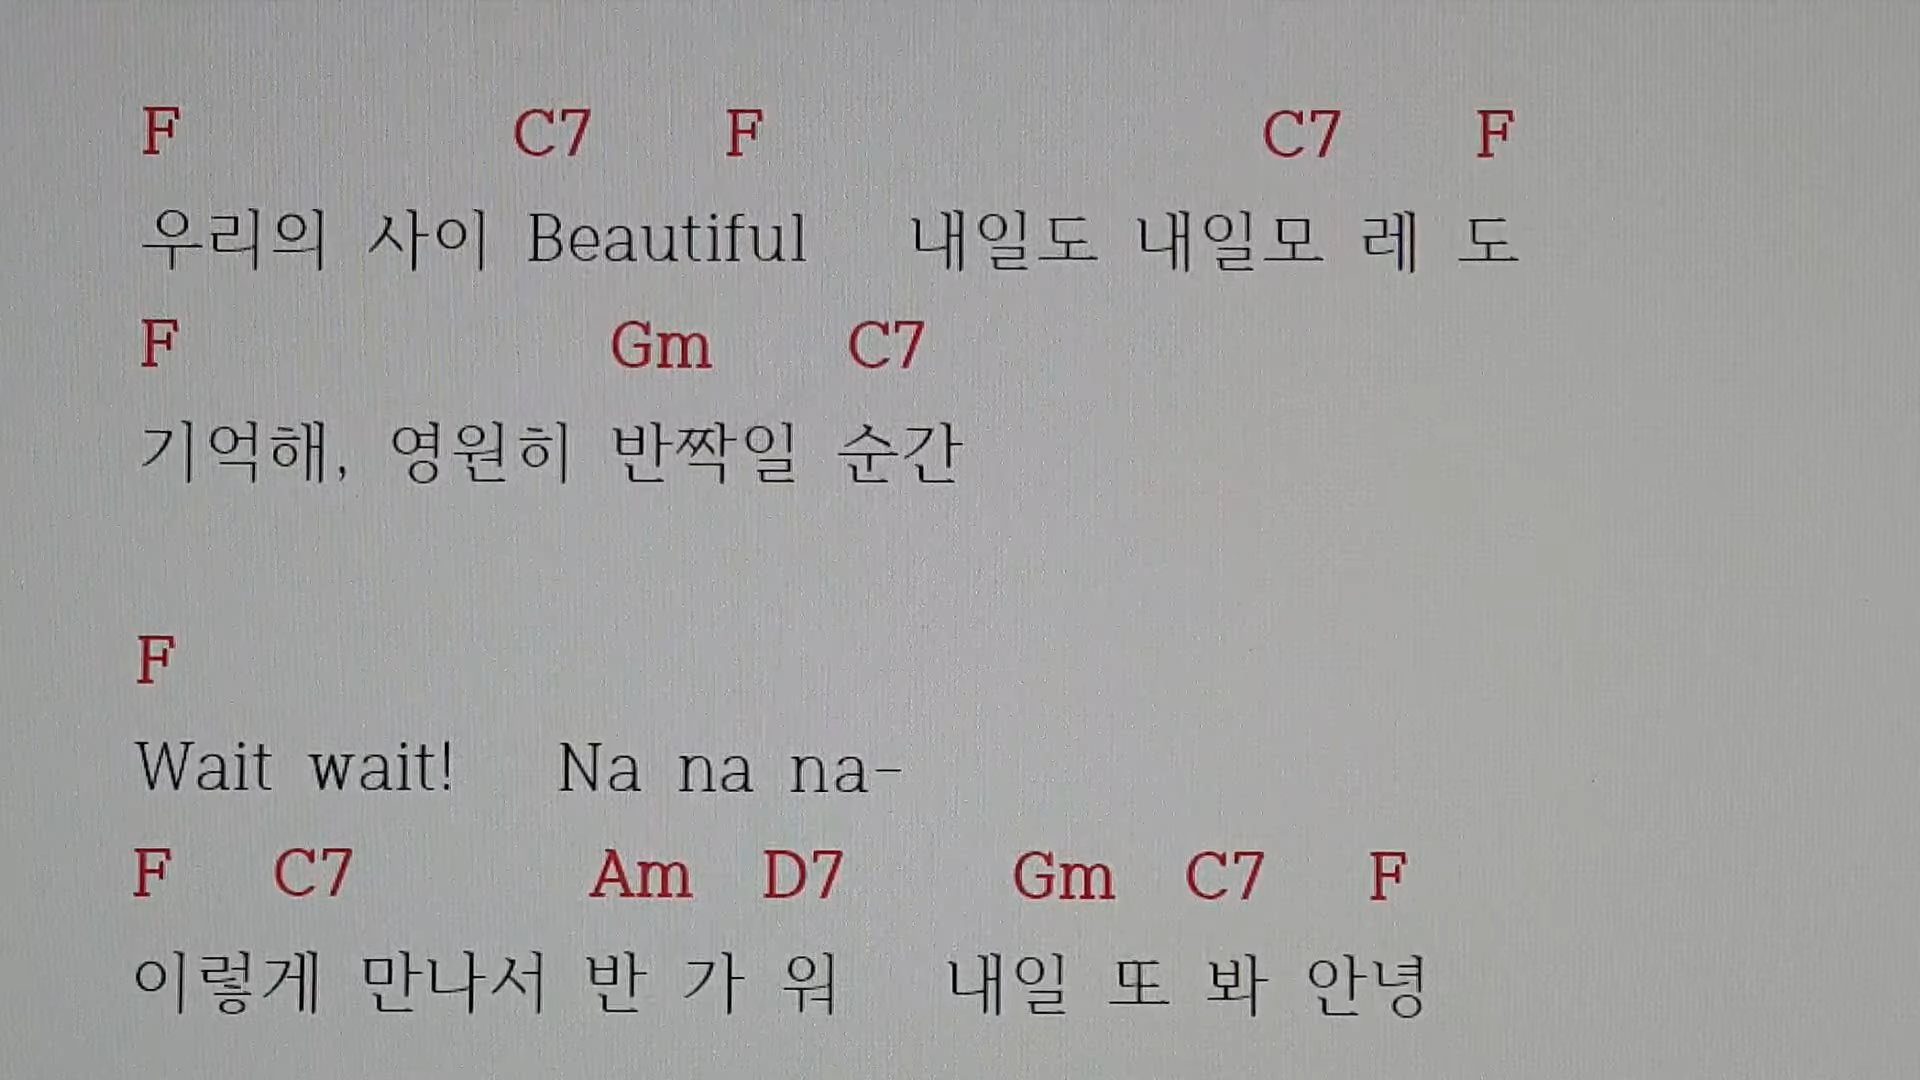 F C7 F C7 F
우리의 사이 Beautiful 내일도 내일모 레 도
F Gm C7
기억해, 영원히 반짝일 순간
F
Wait wait! Na na na-
F C7 Am D7 Gm C7 F
이렇게 만나서 반 가 워 내일 또 봐 안녕